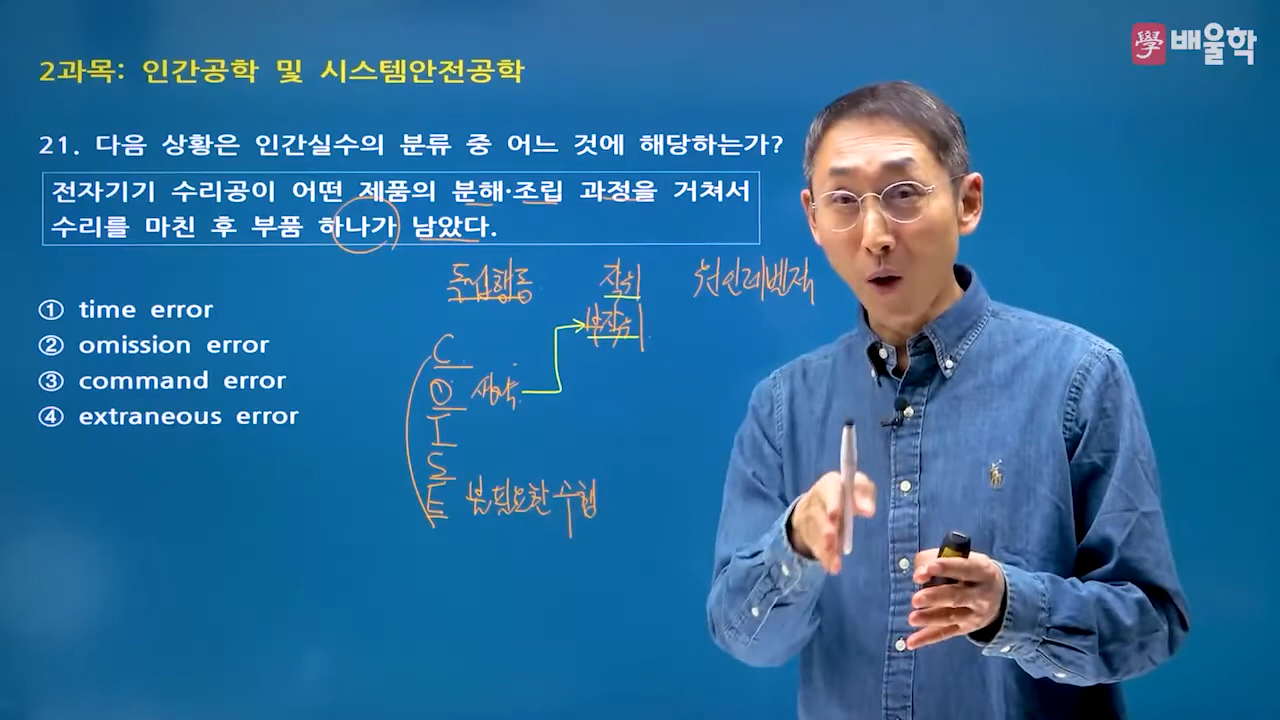 學 배울학
2과목: 인간공학 및 시스템안전공학
21. 다음 상황은 인간실수의 분류 중 어느 것에 해당하는가?
전자기기 수리공이 어떤 제품의 분해·조립 과정을 거쳐서
수리를 마친 후 부품 하나가 남았다.
독립행동 작위 원인레벨적
부작위
① time error
② omission error
③ command error
④ extraneous error
C
O 생략
T
S
E 불필요한 수행